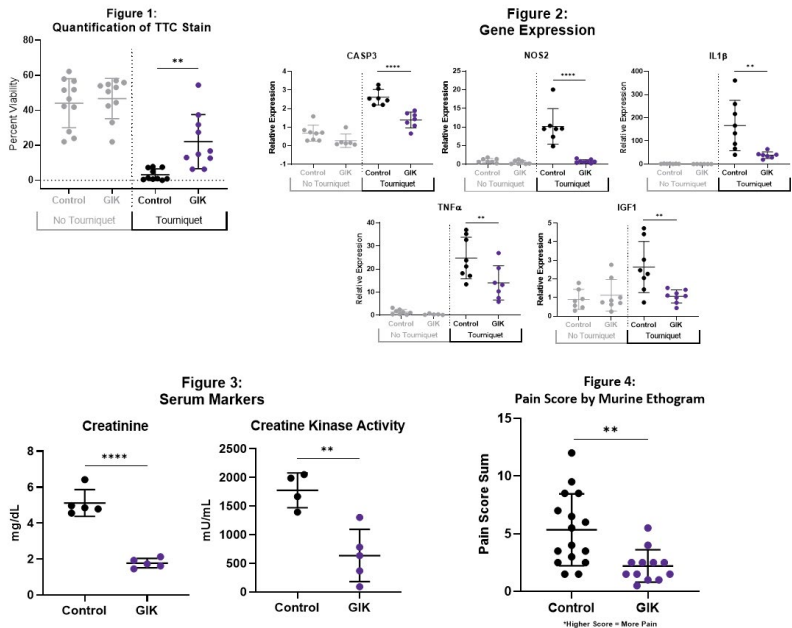 Figure 1:
Quantification of TTC Stain
**
Percent Viability
80
60
40
20
0
Control
GIK
Control
GIK
No Tourniquet
Tourniquet
Figure 2:
Gene Expression
CASP3
****
Relative Expression
4
3
2
1
0
-1
Control
GIK
Control
GIK
No Tourniquet
Tourniquet
NOS2
****
Relative Expression
25
20
15
10
5
0
Control
GIK
Control
GIK
No Tourniquet
Tourniquet
IL1β
**
Relative Expression
400
300
200
100
0
Control
GIK
Control
GIK
No Tourniquet
Tourniquet
TNFα
**
Relative Expression
40
30
20
10
0
Control
GIK
Control
GIK
No Tourniquet
Tourniquet
IGF1
**
Relative Expression
5
4
3
2
1
0
Control
GIK
Control
GIK
No Tourniquet
Tourniquet
Figure 3:
Serum Markers
Creatinine
****
mg/dL
6
4
2
0
Control
GIK
Creatine Kinase Activity
**
mU/mL
2500
2000
1500
1000
500
0
Control
GIK
Figure 4:
Pain Score by Murine Ethogram
**
Pain Score Sum
15
10
5
0
Control
GIK
*Higher Score = More Pain